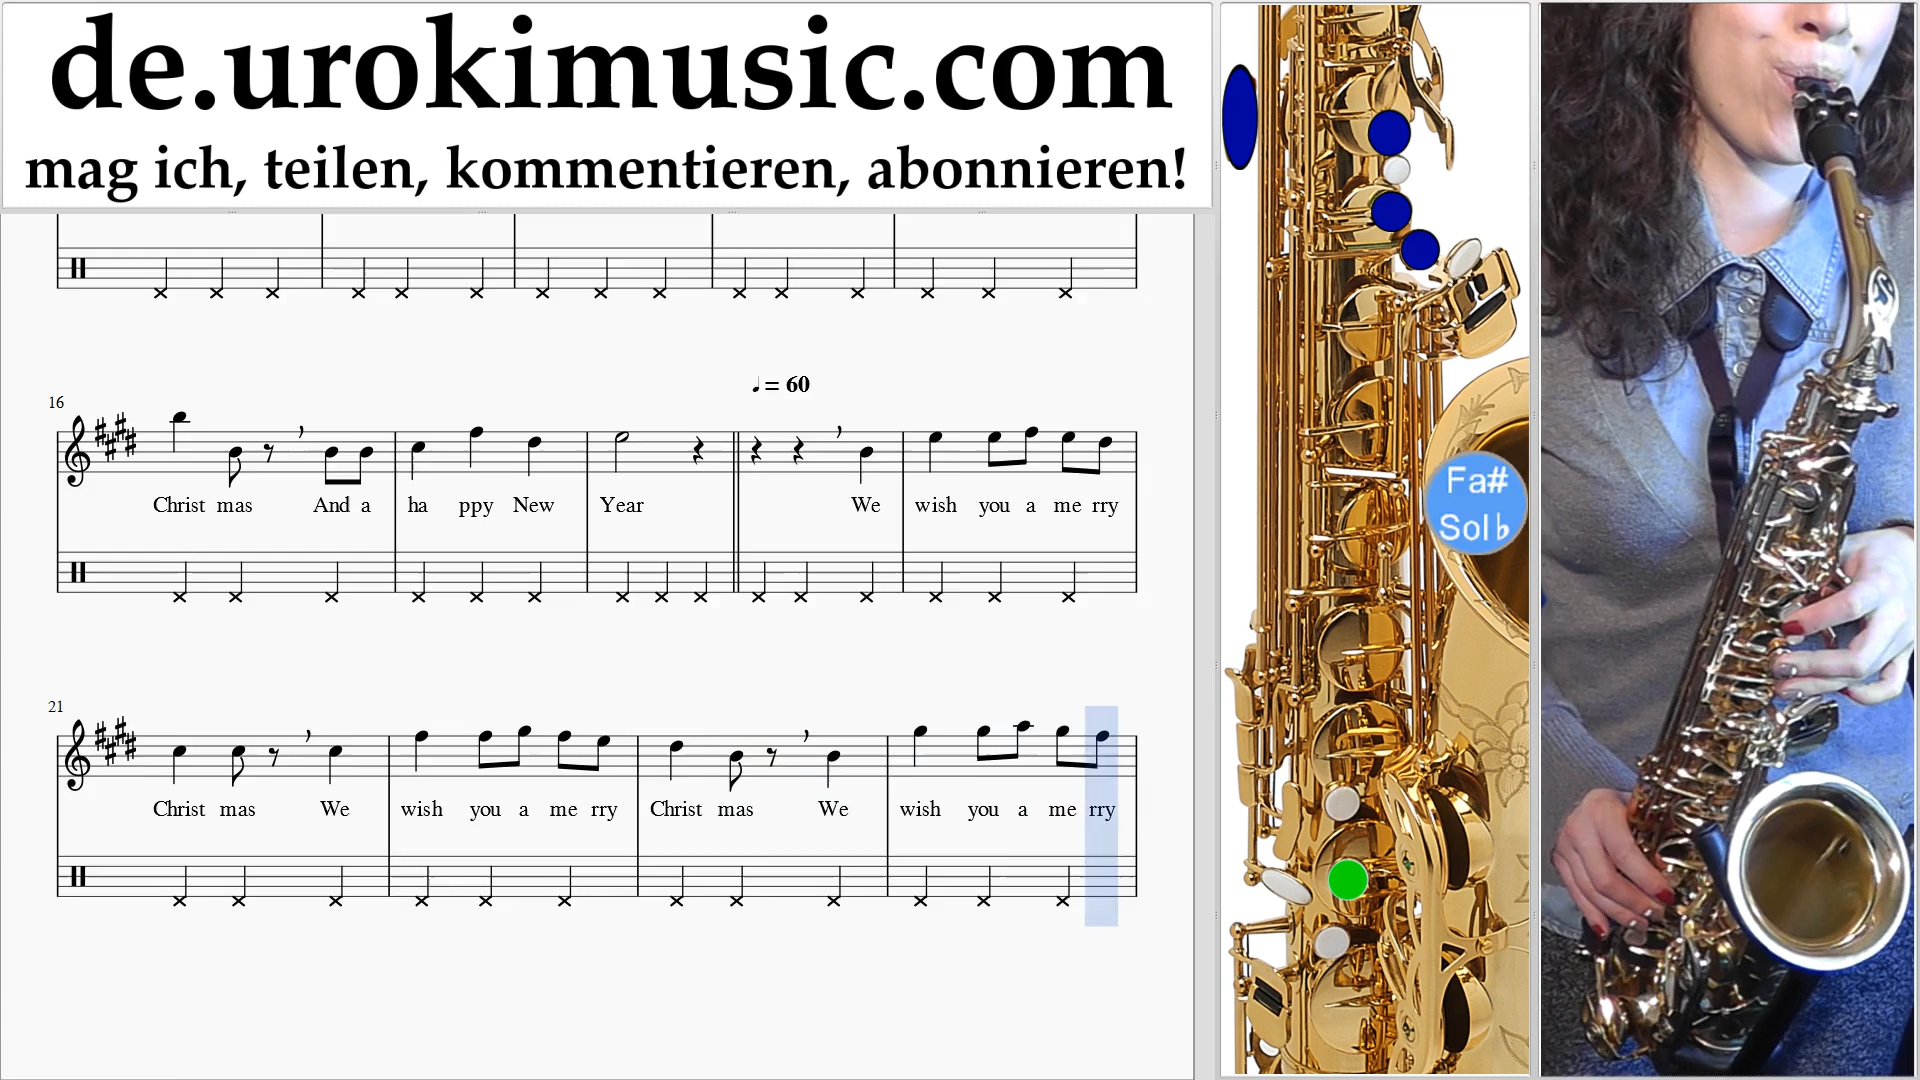 de.urokimusic.com
mag ich, teilen, kommentieren, abonnieren!
♩ = 60
16
Christ mas And a ha ppy New Year We wish you a me rry
21
Christ mas We wish you a me rry Christ mas We wish you a me rry
Fa#
Sol♭